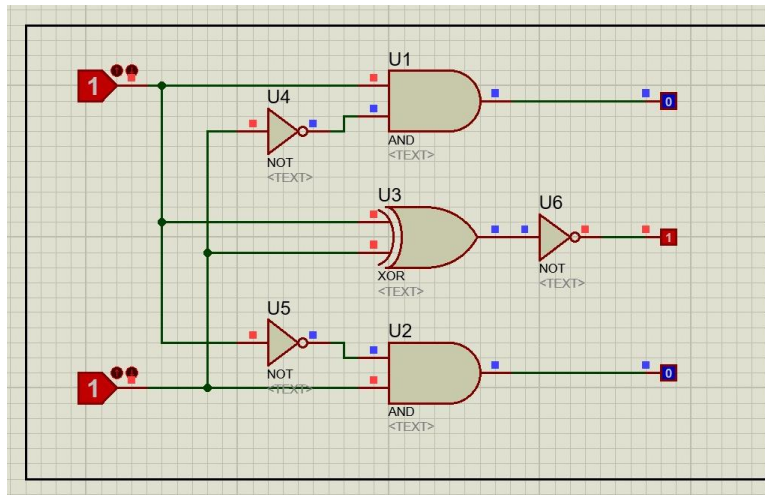 U1
1
U4
0
AND
<TEXT>
NOT
<TEXT>
U3
U6
1
XOR
<TEXT>
NOT
<TEXT>
U5
U2
0
NOT
<TEXT>
1
AND
<TEXT>